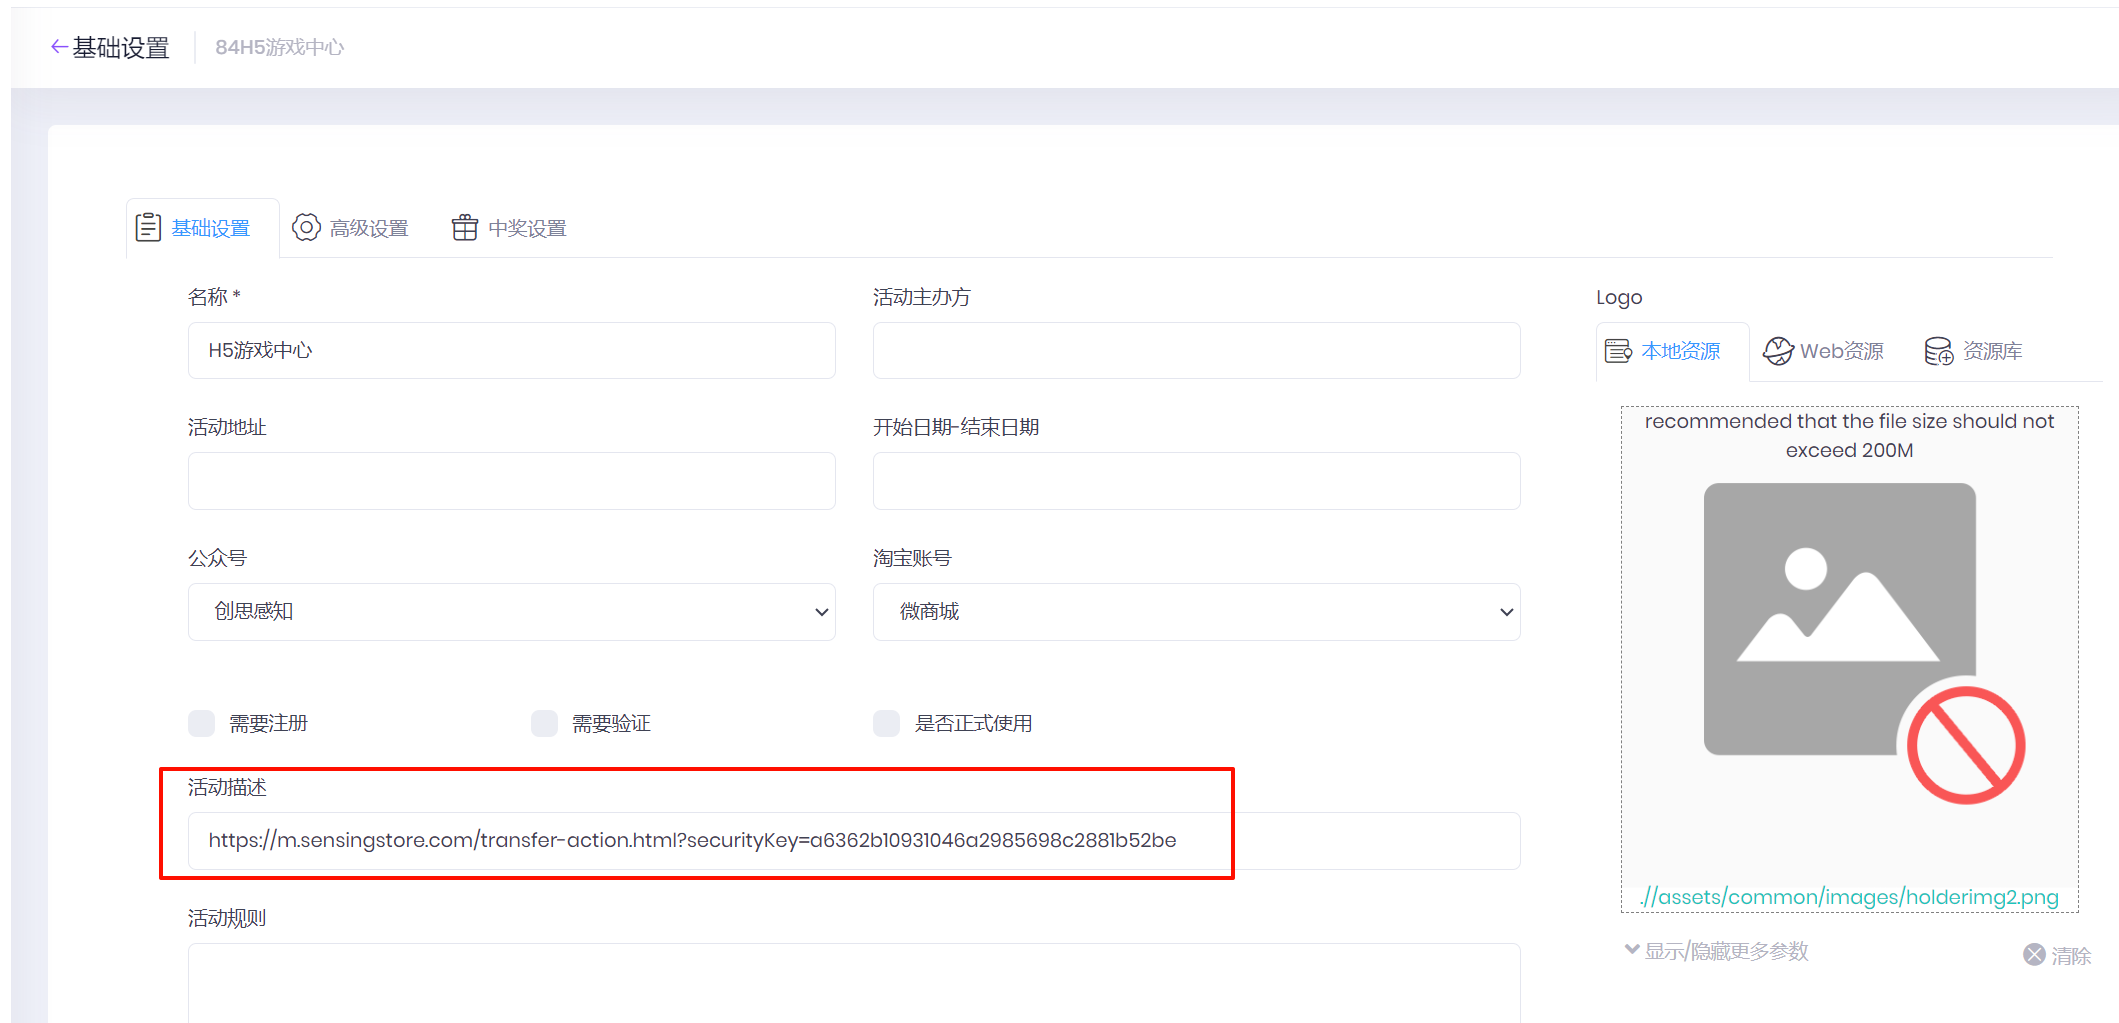 基础设置
84H5游戏中心
基础设置
高级设置
中奖设置
名称 *
H5游戏中心
活动主办方
活动地址
开始日期-结束日期
公众号
创思感知
淘宝账号
微商城
需要注册
需要验证
是否正式使用
活动描述
https://m.sensingstore.com/transfer-action.html?securityKey=a6362b10931046a2985698c2881b52be
活动规则
Logo
本地资源
Web资源
资源库
recommended that the file size should not
exceed 200M
.//assets/common/images/holderimg2.png
显示/隐藏更多参数
清除